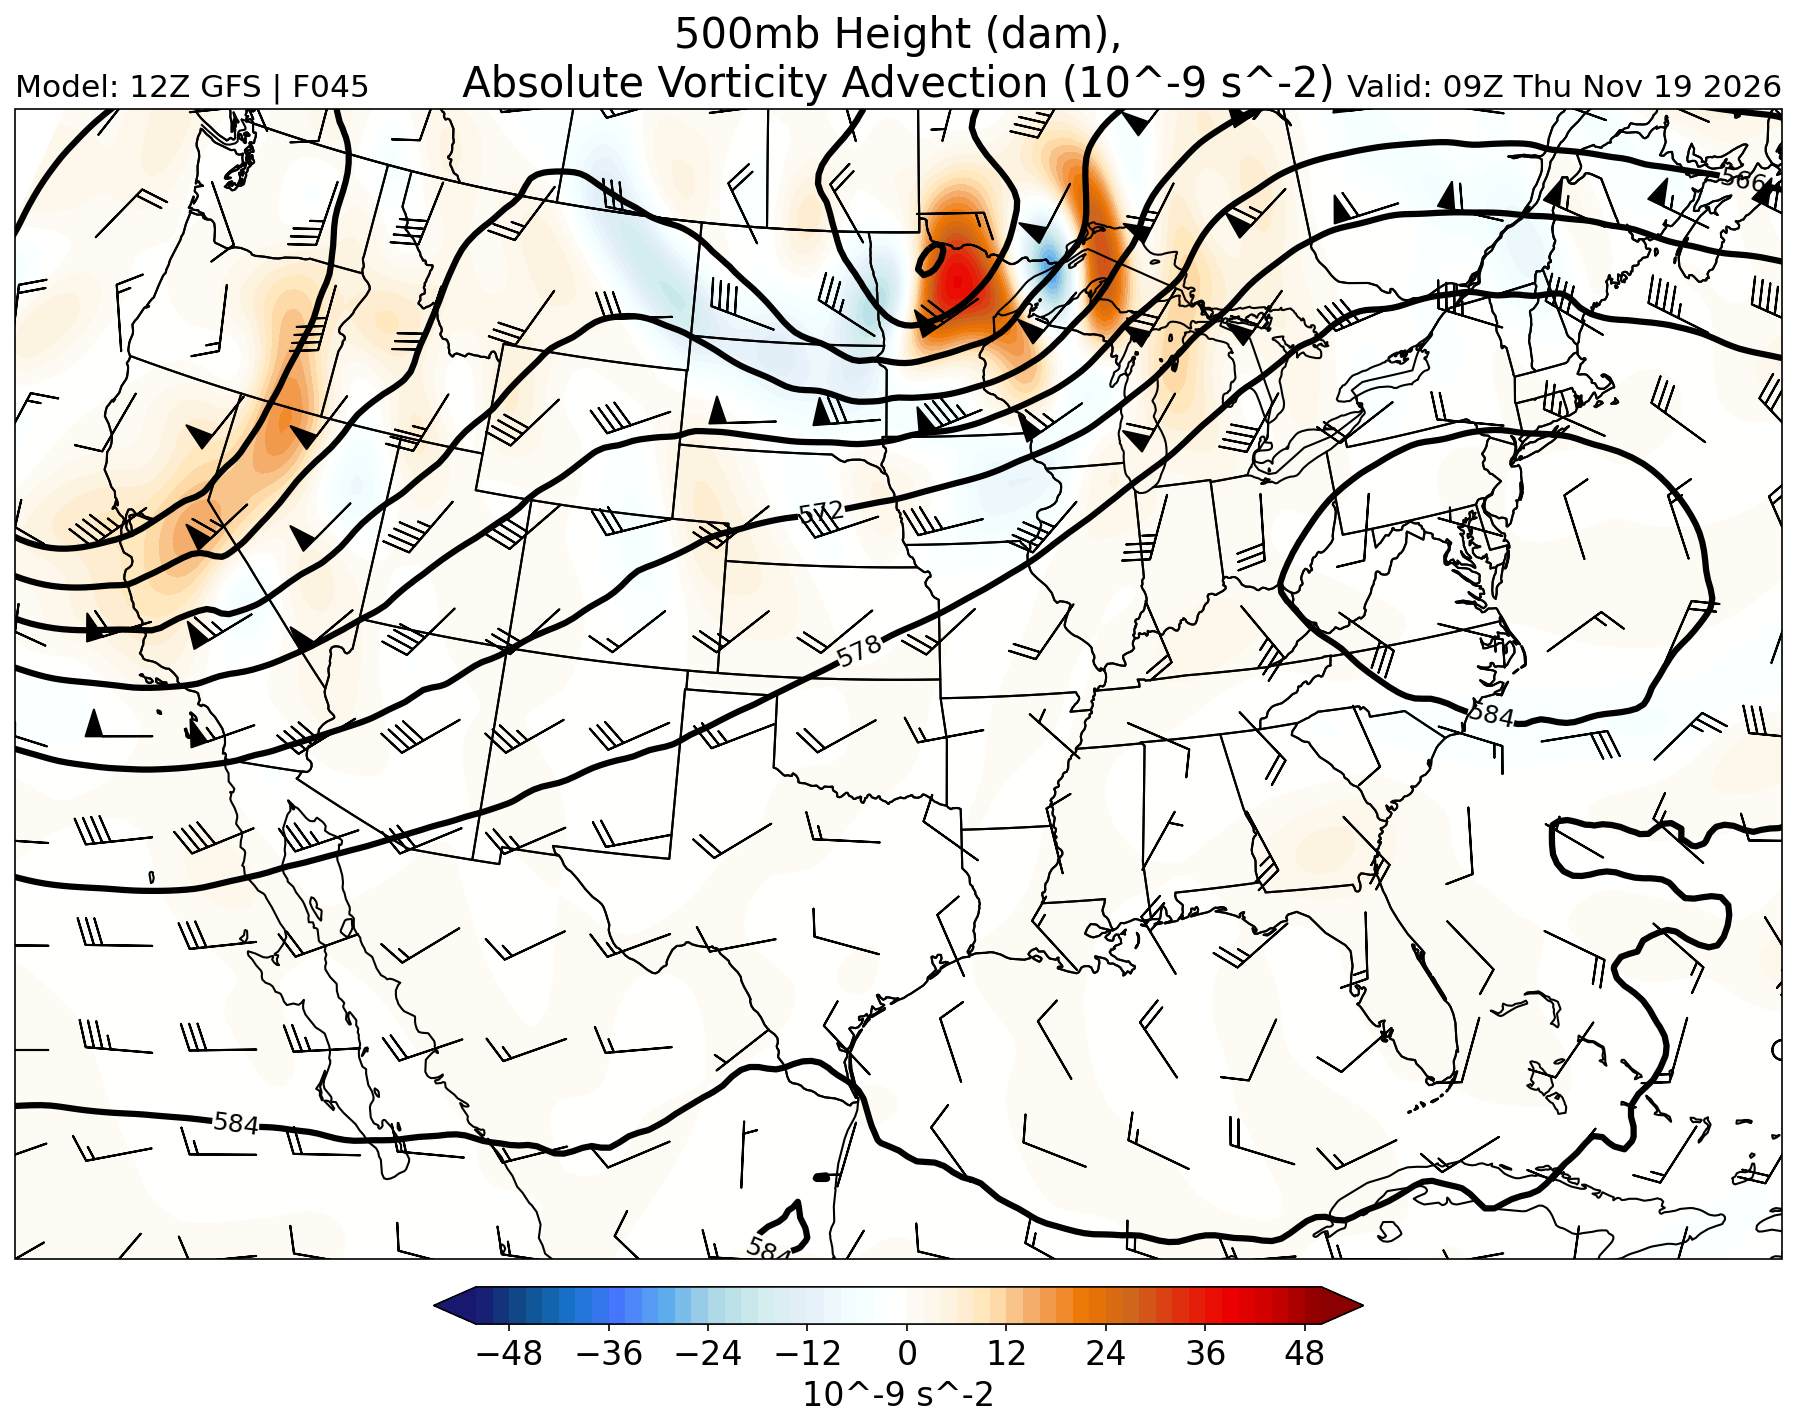 500mb Height (dam),
Model: 12Z GFS | F045
Absolute Vorticity Advection (10^-9 s^-2)
Valid: 09Z Thu Nov 19 2026
566
572
578
584
584
584
−48 −36 −24 −12 0 12 24 36 48
10^-9 s^-2